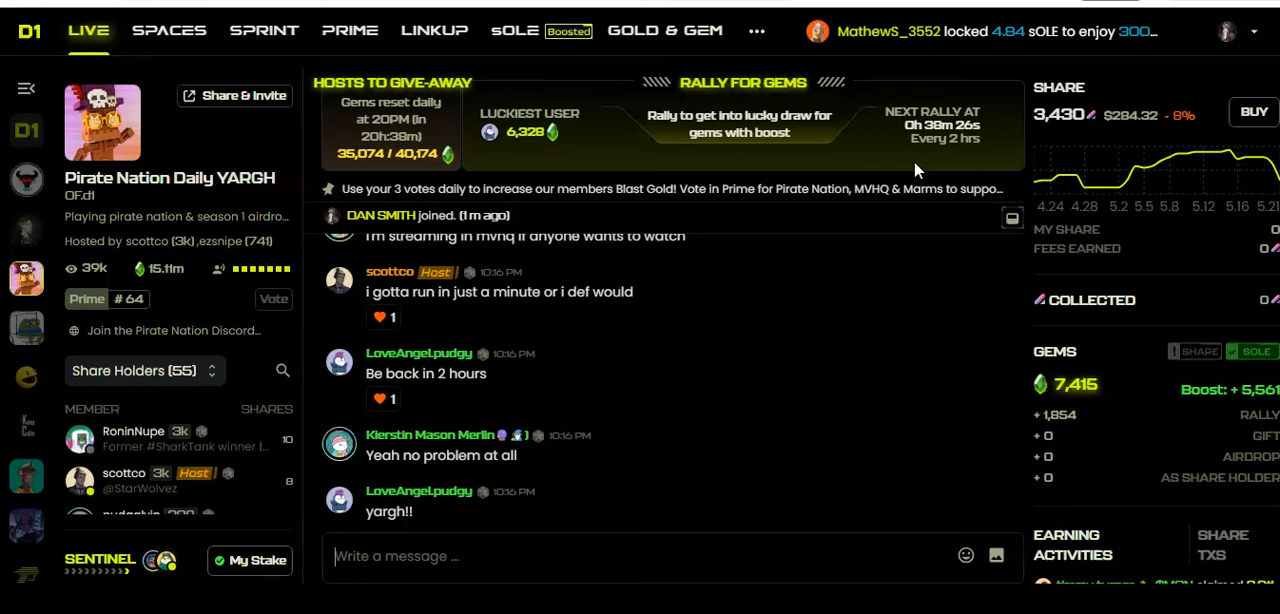 D1
LIVE
SPACES
SPRINT
PRIME
LINKUP
sOLE Boosted
GOLD & GEM
MathewS_3552 locked 4.84 sOLE to enjoy 300...
D1
Share & Invite
Pirate Nation Daily YARGH
OF.d1
Playing pirate nation & season 1 airdro...
Hosted by scottco (3k) ,ezsnipe (741)
39k
15.11m
Prime # 64
Vote
Join the Pirate Nation Discord...
Share Holders (55)
MEMBER
SHARES
RoninNupe 3k
Former #SharkTank winner |...
10
scottco 3k Host
@StarWolvez
8
SENTINEL
My Stake
HOSTS TO GIVE-AWAY
Gems reset daily
at 20PM (in
20h:38m)
35,074 / 40,174
RALLY FOR GEMS
LUCKIEST USER
6,328
Rally to get into lucky draw for
gems with boost
NEXT RALLY AT
0h 38m 26s
Every 2 hrs
Use your 3 votes daily to increase our members Blast Gold! Vote in Prime for Pirate Nation, MVHQ & Marms to suppo...
DAN SMITH joined. (1 m ago)
I'm streaming in mvhq if anyone wants to watch
scottco Host 10:16 PM
i gotta run in just a minute or i def would
1
LoveAngel.pudgy 10:16 PM
Be back in 2 hours
1
Kierstin Mason Merlin ) 10:16 PM
Yeah no problem at all
LoveAngel.pudgy 10:16 PM
yargh!!
Write a message ...
SHARE
3,430 $284.32 - 8%
BUY
4.24 4.28 5.2 5.5 5.8 5.12 5.16 5.21
MY SHARE
0
FEES EARNED
0
COLLECTED
0
GEMS
! SHARE
SOLE
7,415
Boost: + 5,561
+ 1,854
RALLY
+ 0
GIFT
+ 0
AIRDROP
+ 0
AS SHARE HOLDER
EARNING
ACTIVITIES
SHARE
TXS